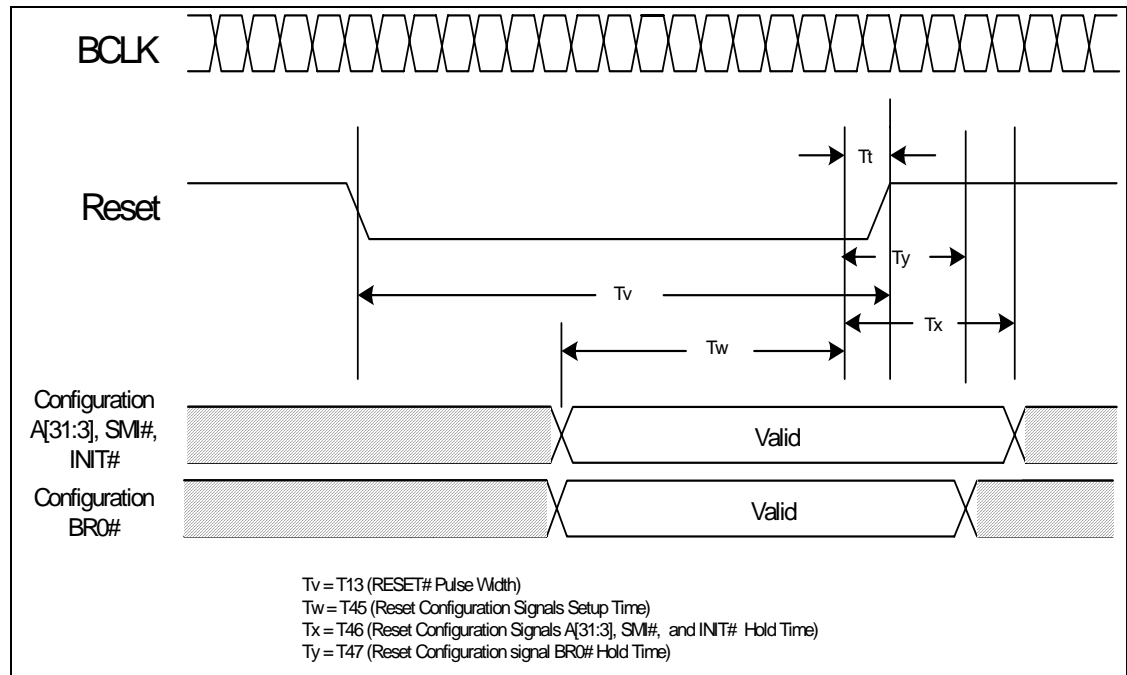 BCLK
Tt
Reset
Ty
Tv
Tx
Tw
Configuration
A[31:3], SMI#,
INIT#
Valid
Configuration
BR0#
Valid
Tv = T13 (RESET# Pulse Width)
Tw = T45 (Reset Configuration Signals Setup Time)
Tx = T46 (Reset Configuration Signals A[31:3], SMI#, and INIT# Hold Time)
Ty = T47 (Reset Configuration signal BR0# Hold Time)